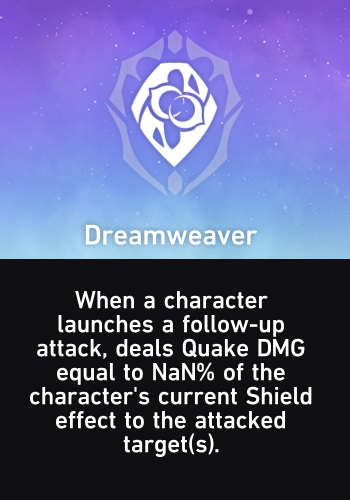 Dreamweaver
When a character
launches a follow-up
attack, deals Quake DMG
equal to NaN% of the
character's current Shield
effect to the attacked
target(s).